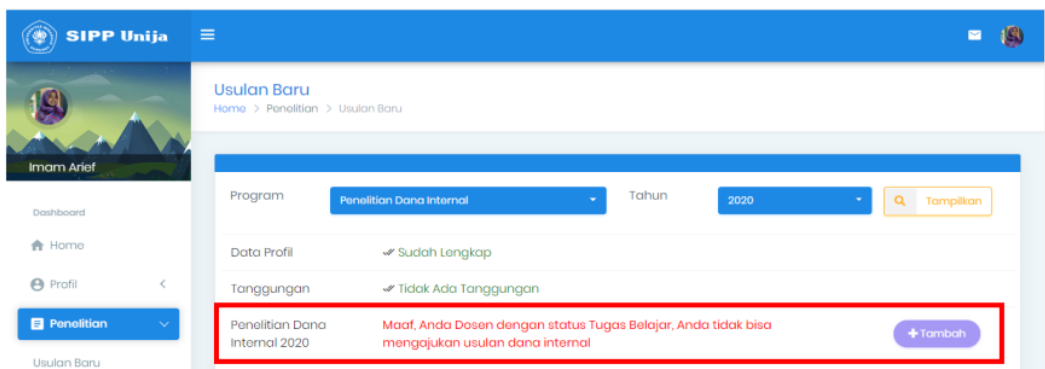 SIPP Unija
Imam Arief
Dashboard
Home
Profil
Penelitian
Usulan Baru
Usulan Baru
Home > Penelitian > Usulan Baru
Program Penelitian Dana Internal Tahun 2020 Tampilkan
Data Profil Sudah Lengkap
Tanggungan Tidak Ada Tanggungan
Penelitian Dana Internal 2020
Maaf, Anda Dosen dengan status Tugas Belajar, Anda tidak bisa
mengajukan usulan dana internal
+ Tambah